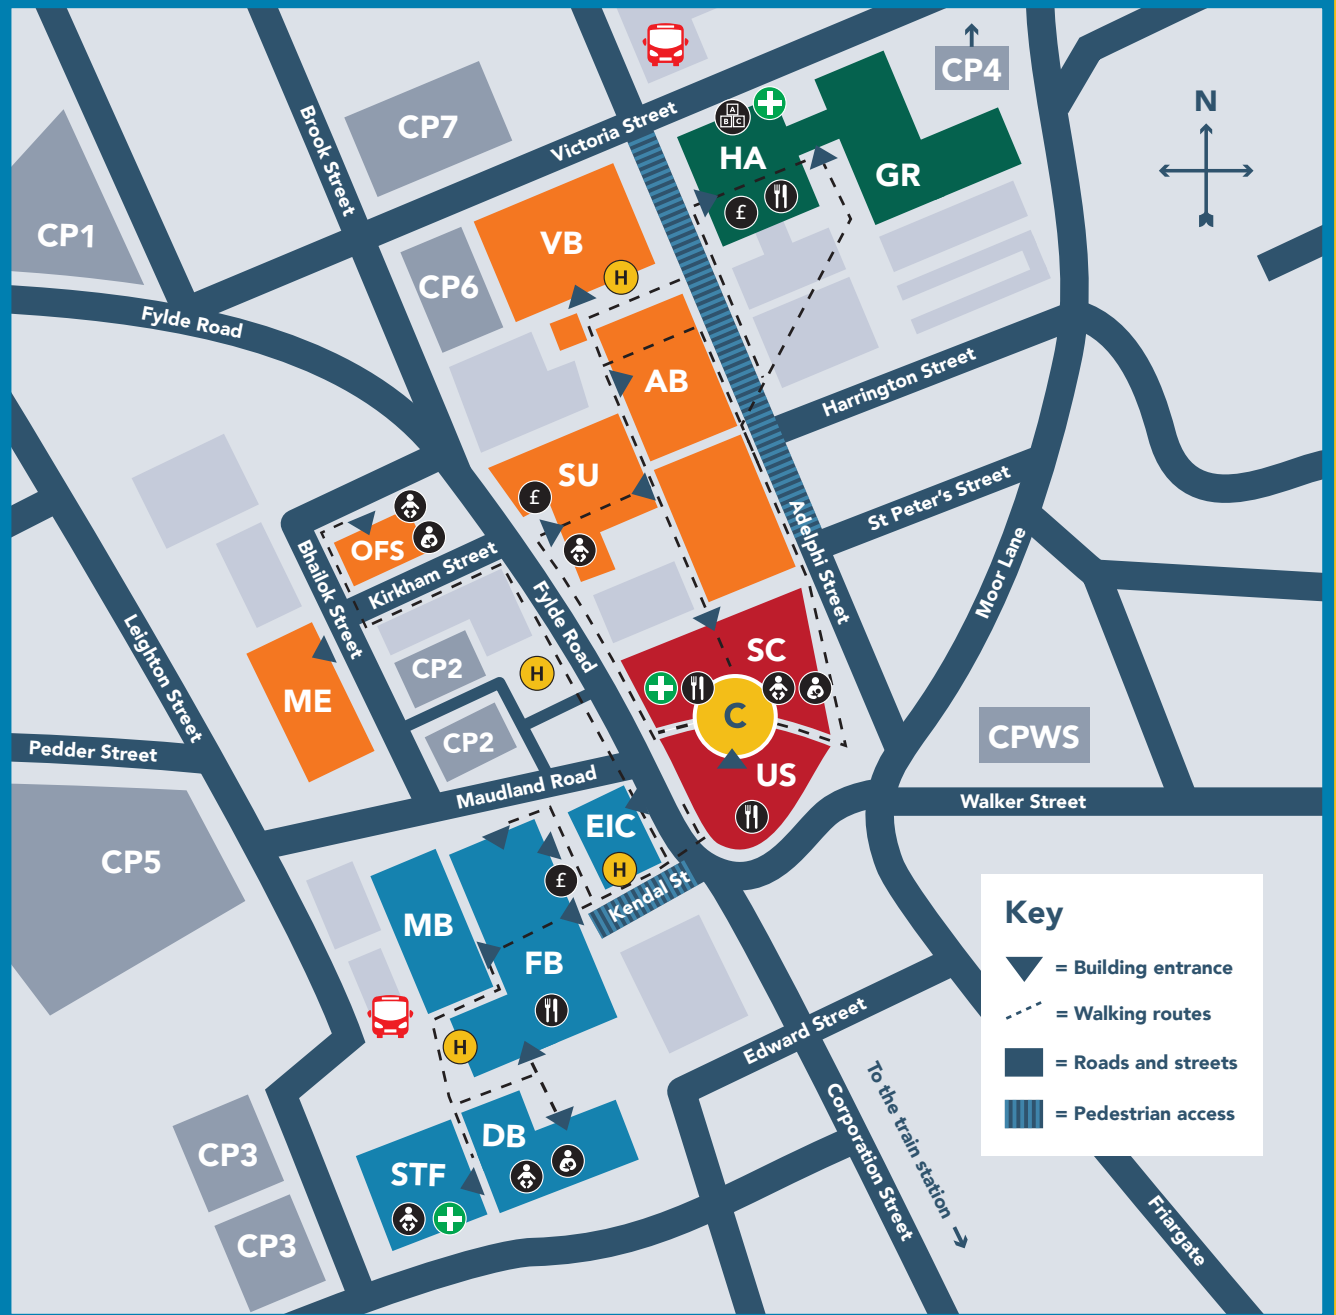 CP4
N
Brook Street
CP7
Victoria Street
A
B C
HA
GR
CP1
£
VB
H
CP6
Fylde Road
AB
Harrington Street
SU
£
St Peter's Street
Adelphi Street
OFS
Bhailok Street
Kirkham Street
Fylde Road
Moor Lane
Leighton Street
SC
CP2
H
ME
C
CPWS
Pedder Street
CP2
US
Maudland Road
Walker Street
EIC
CP5
H
£
Kendal St
MB
FB
Key
= Building entrance
= Walking routes
= Roads and streets
= Pedestrian access
H
Edward Street
To the train station
Corporation Street
DB
CP3
STF
CP3
Friargate